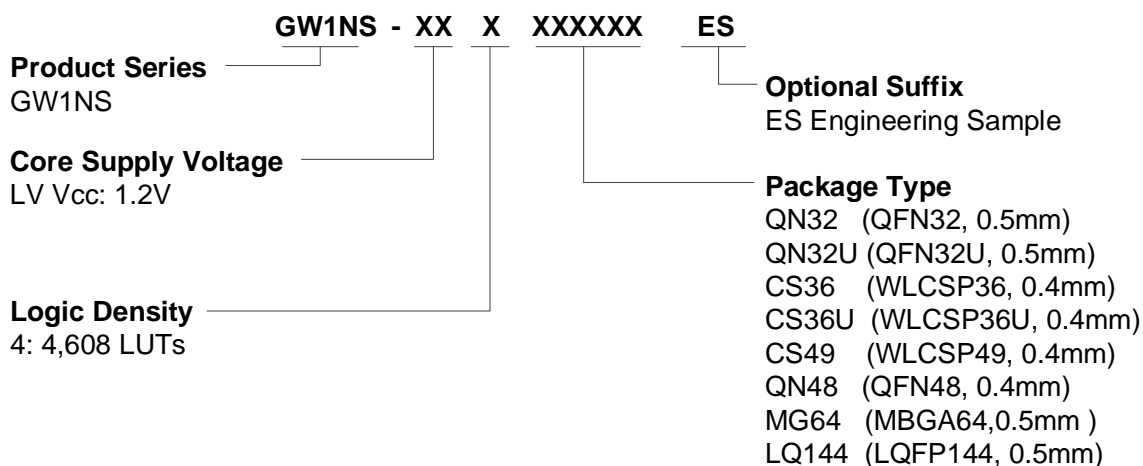 GW1NS - XX X XXXXXX ES
Product Series
GW1NS
Core Supply Voltage
LV Vcc: 1.2V
Logic Density
4: 4,608 LUTs
Optional Suffix
ES Engineering Sample
Package Type
QN32 (QFN32, 0.5mm)
QN32U (QFN32U, 0.5mm)
CS36 (WLCSP36, 0.4mm)
CS36U (WLCSP36U, 0.4mm)
CS49 (WLCSP49, 0.4mm)
QN48 (QFN48, 0.4mm)
MG64 (MBGA64,0.5mm )
LQ144 (LQFP144, 0.5mm)